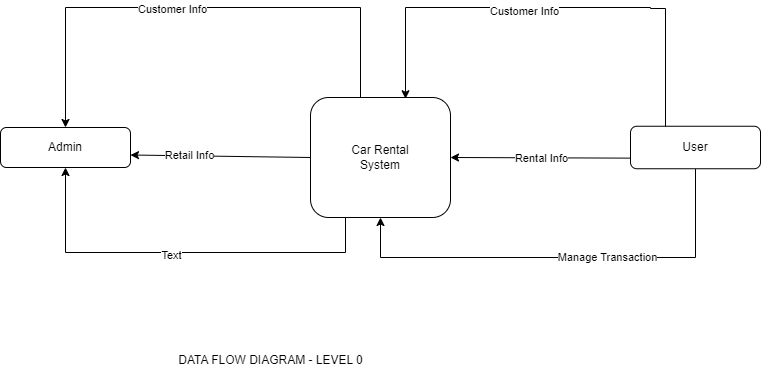 Customer Info
Customer Info
Admin
Retail Info
Car Rental
System
Rental Info
User
Text
Manage Transaction
DATA FLOW DIAGRAM - LEVEL 0